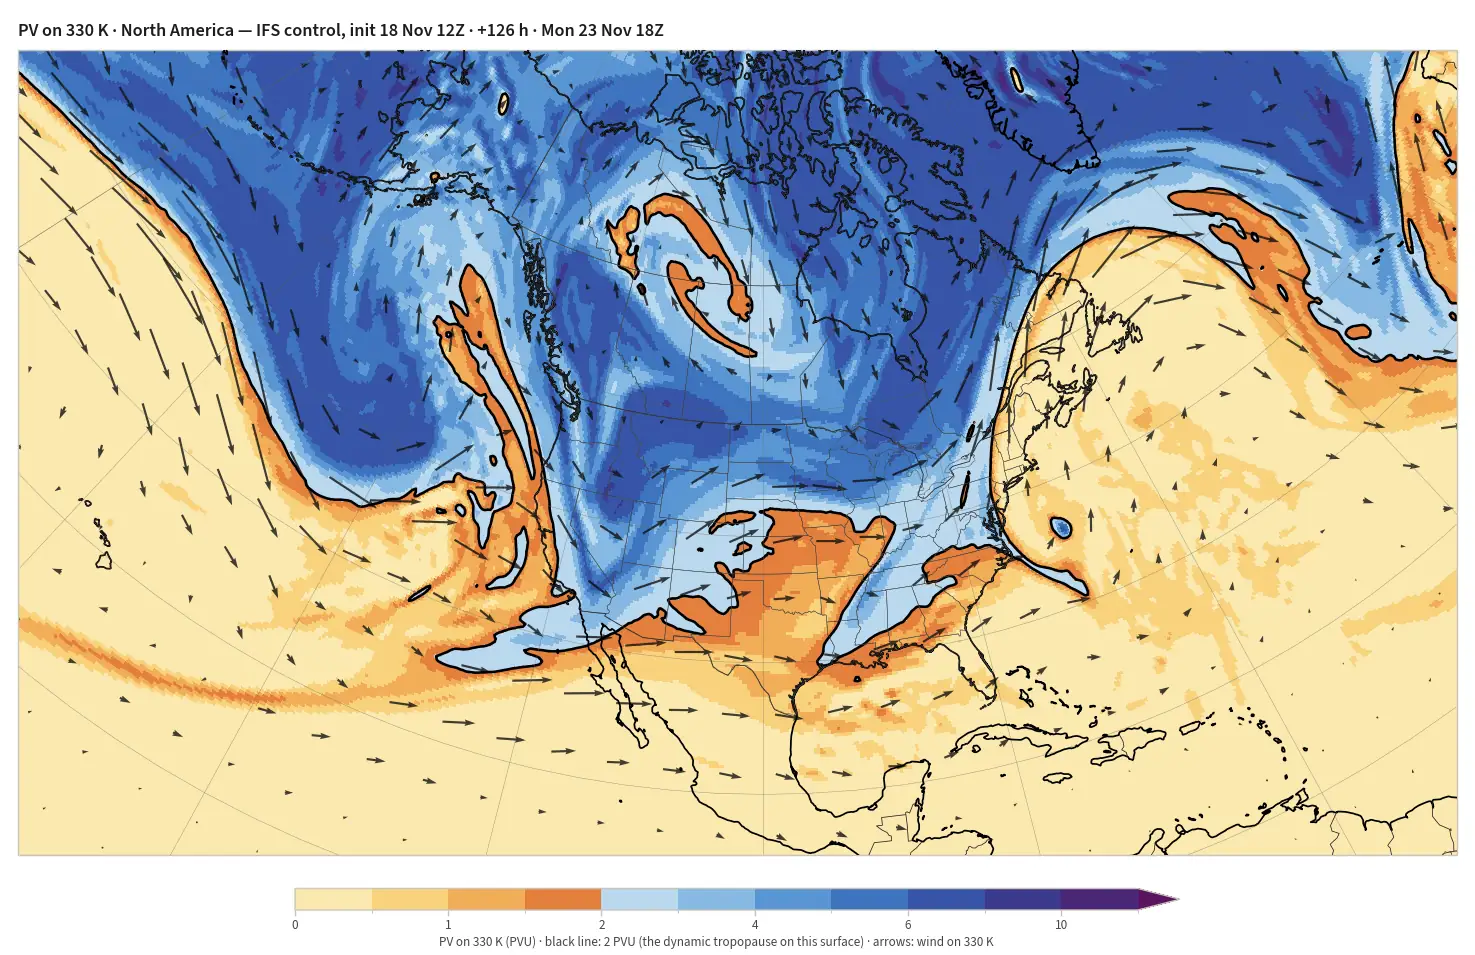 PV on 330 K · North America — IFS control, init 18 Nov 12Z · +126 h · Mon 23 Nov 18Z
0 1 2 4 6 10
PV on 330 K (PVU) · black line: 2 PVU (the dynamic tropopause on this surface) · arrows: wind on 330 K